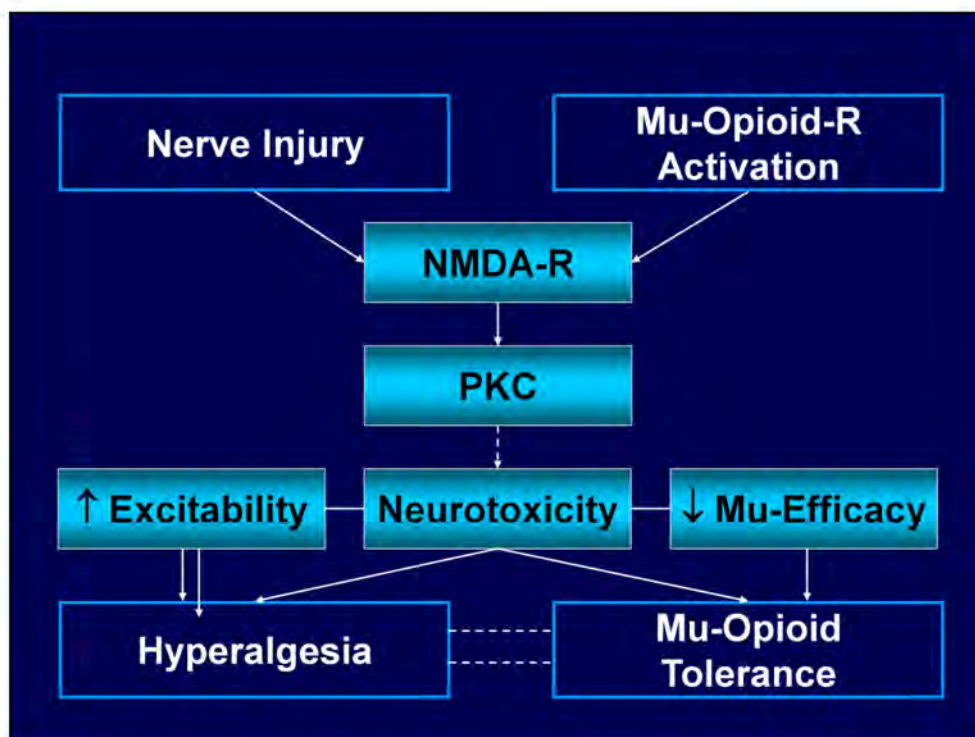 Nerve Injury
Mu-Opioid-R
Activation
NMDA-R
PKC
↑ Excitability
Neurotoxicity
↓ Mu-Efficacy
Hyperalgesia
Mu-Opioid
Tolerance